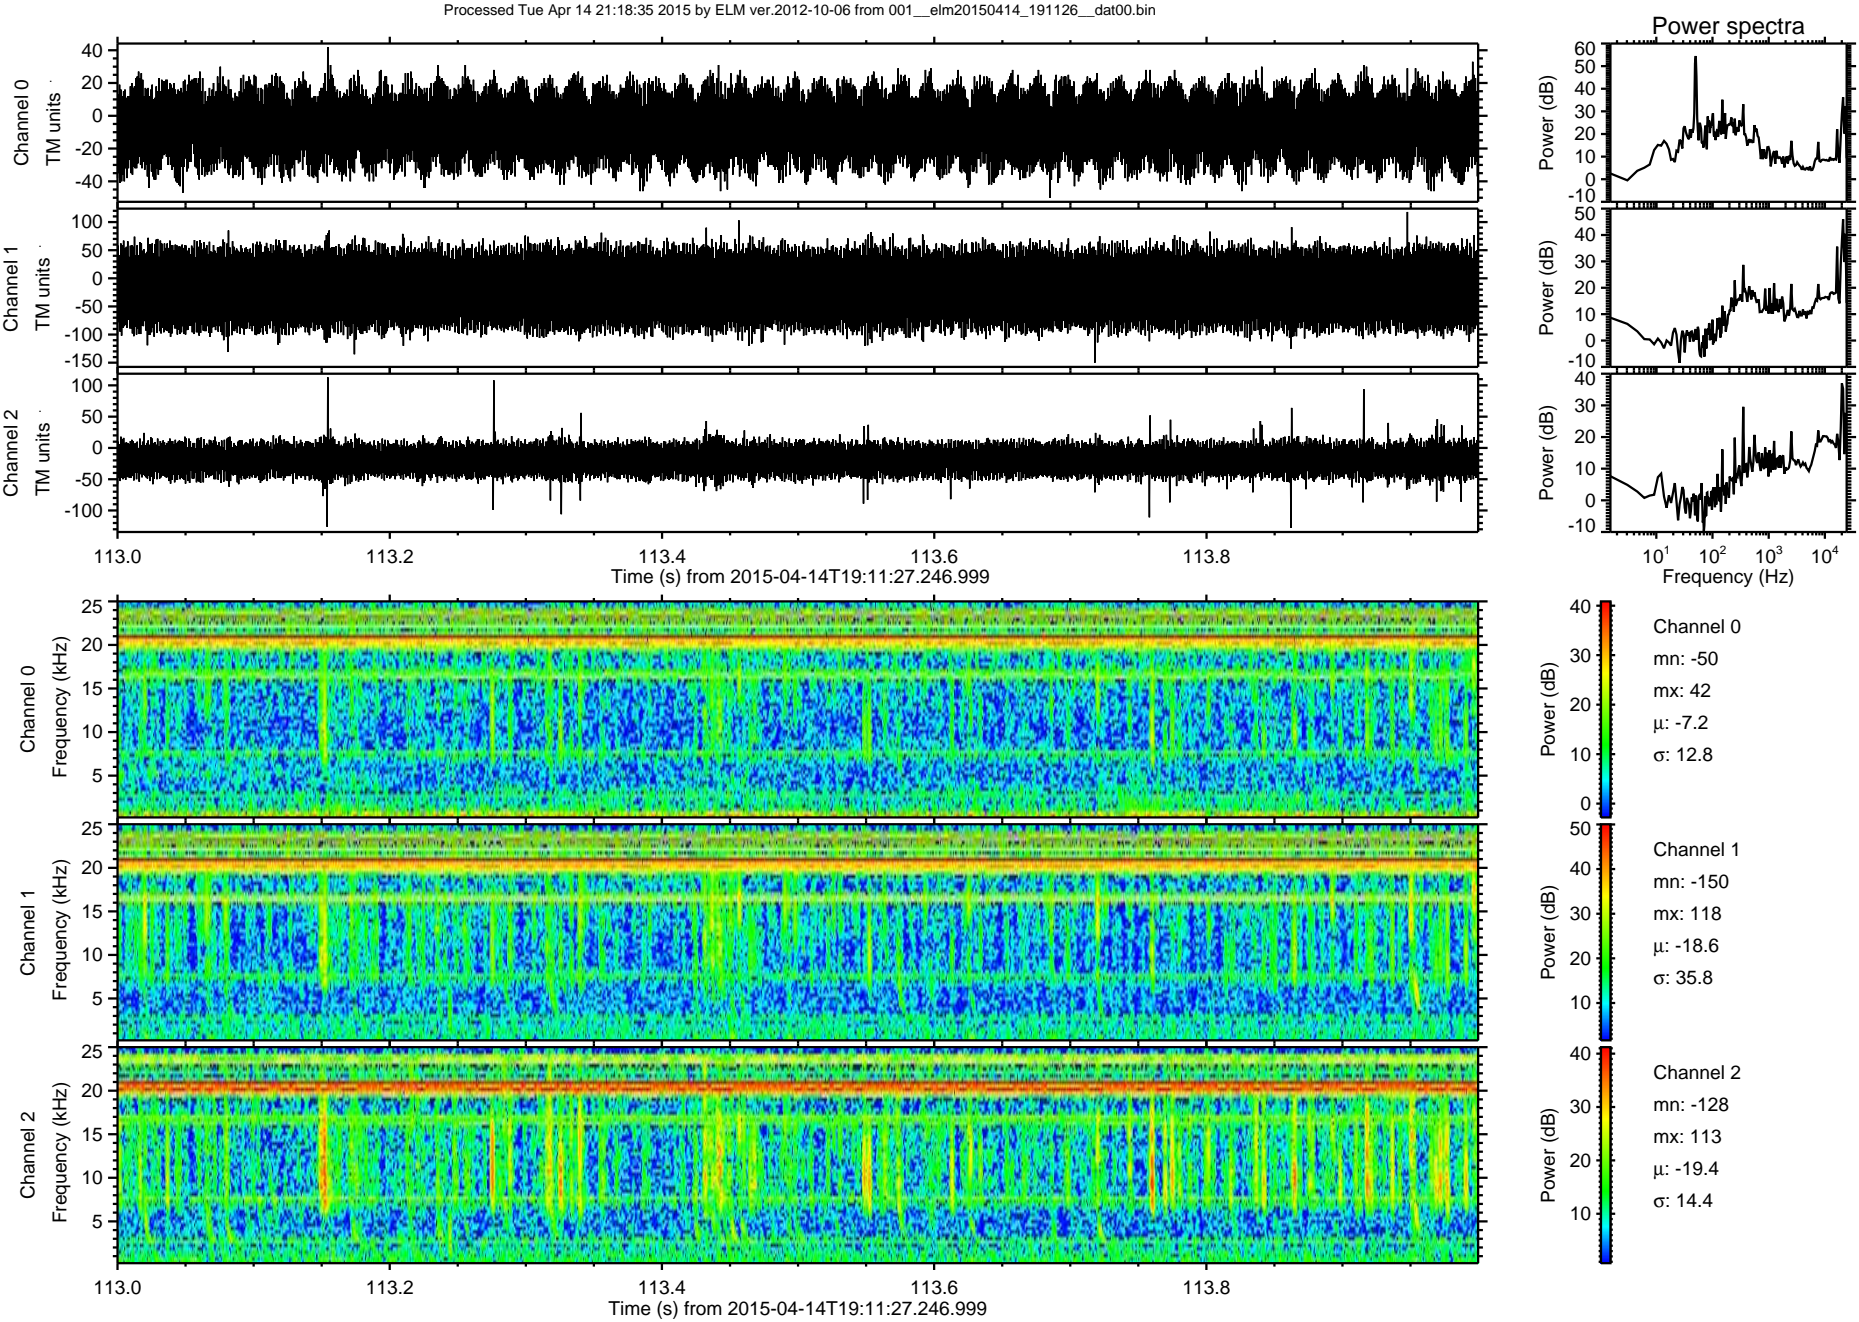 Processed Tue Apr 14 21:18:35 2015 by ELM ver.2012-10-06 from 001__elm20150414_191126__dat00.bin
Power spectra
Channel 0
TM units
40
20
0
-20
-40
Power (dB)
60
50
40
30
20
10
0
-10
Channel 1
TM units
100
50
0
-50
-100
-150
Power (dB)
50
40
30
20
10
0
-10
Channel 2
TM units
100
50
0
-50
-100
Power (dB)
40
30
20
10
0
-10
113.0 113.2 113.4 113.6 113.8
Time (s) from 2015-04-14T19:11:27.246.999
10¹ 10² 10³ 10⁴
Frequency (Hz)
Channel 0
Frequency (kHz)
25
20
15
10
5
Power (dB)
40
30
20
10
0
Channel 0
mn: -50
mx: 42
μ: -7.2
σ: 12.8
Channel 1
Frequency (kHz)
25
20
15
10
5
Power (dB)
50
40
30
20
10
Channel 1
mn: -150
mx: 118
μ: -18.6
σ: 35.8
Channel 2
Frequency (kHz)
25
20
15
10
5
Power (dB)
40
30
20
10
Channel 2
mn: -128
mx: 113
μ: -19.4
σ: 14.4
113.0 113.2 113.4 113.6 113.8
Time (s) from 2015-04-14T19:11:27.246.999